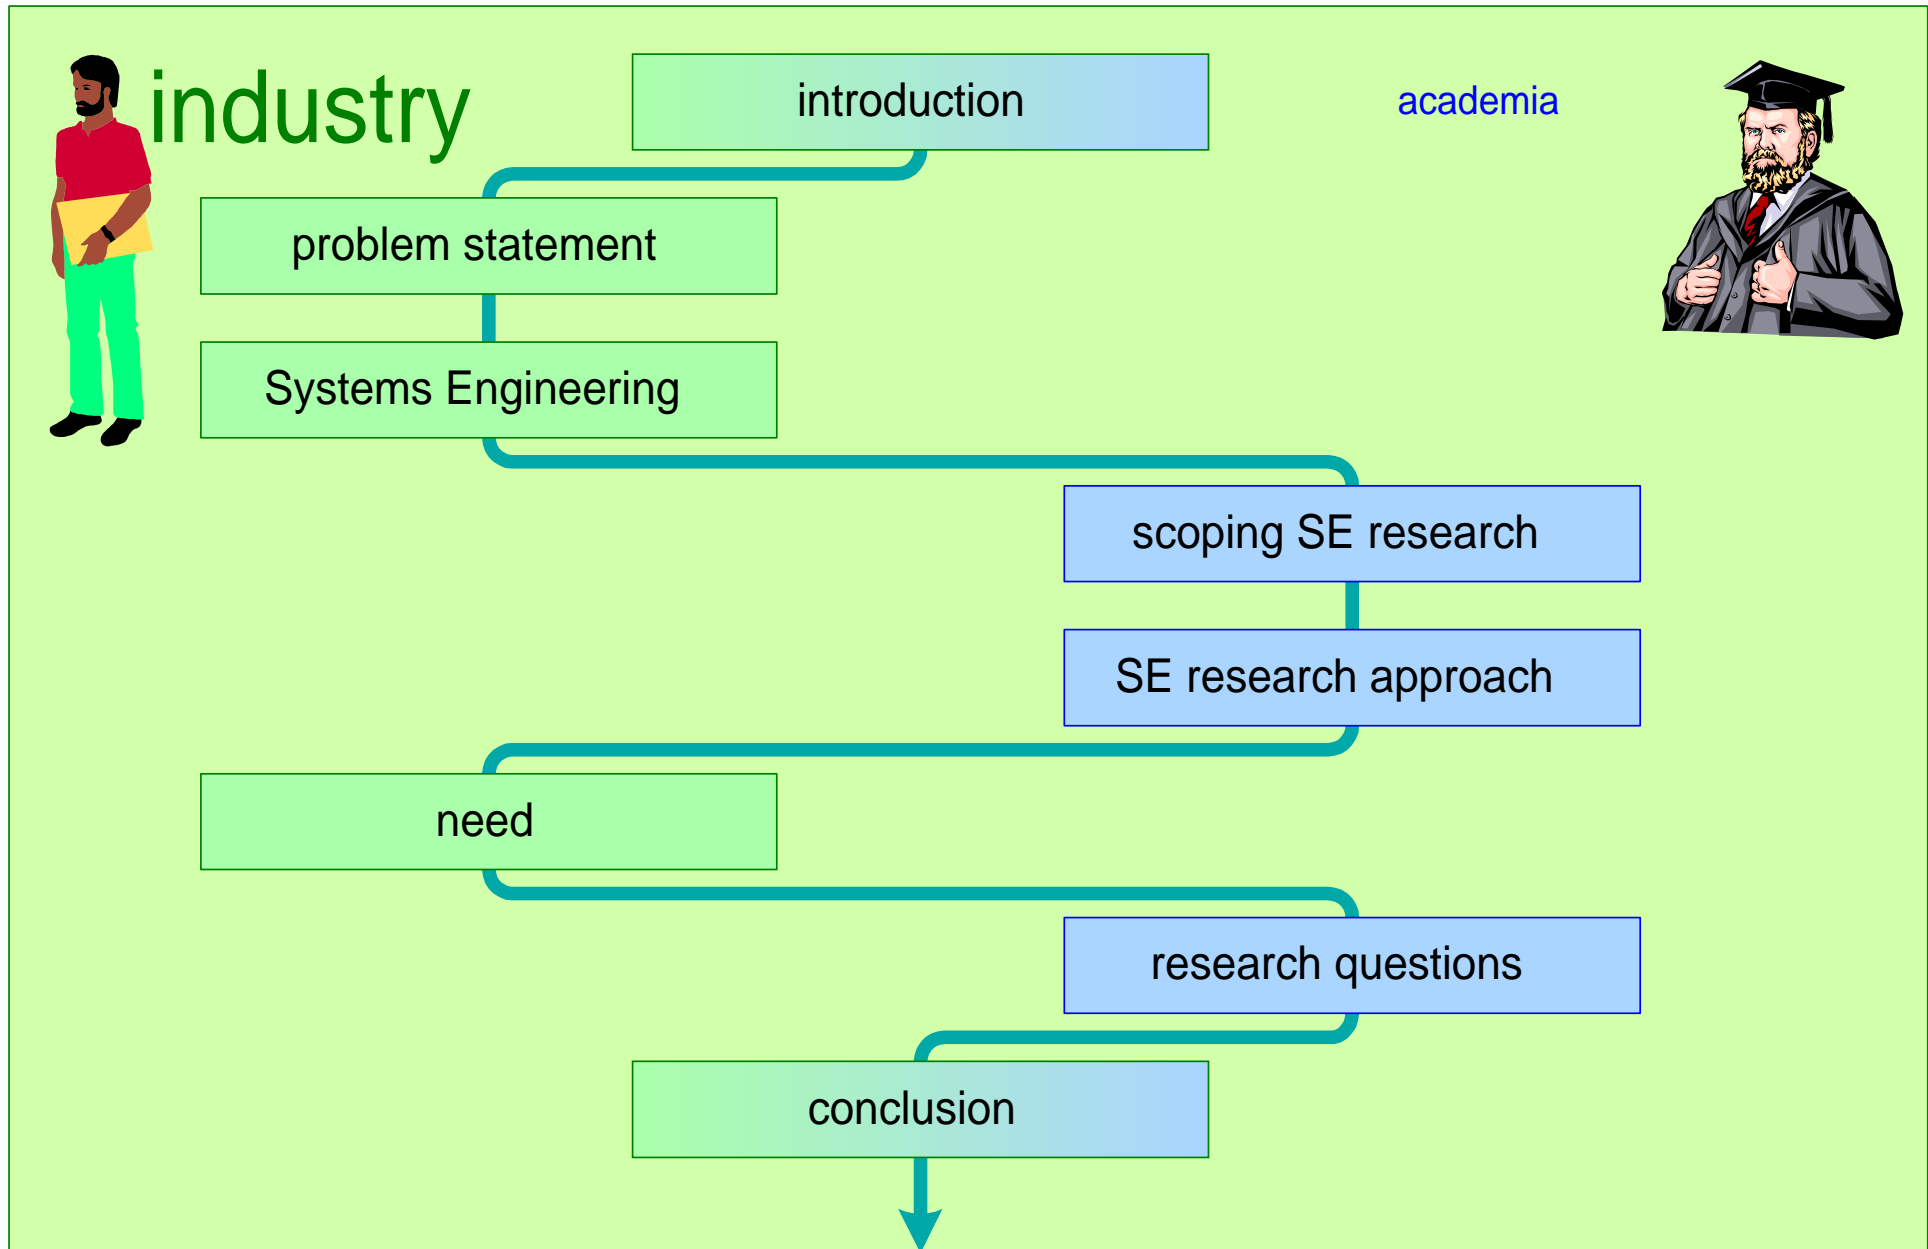 industry
introduction
academia
problem statement
Systems Engineering
scoping SE research
SE research approach
need
research questions
conclusion